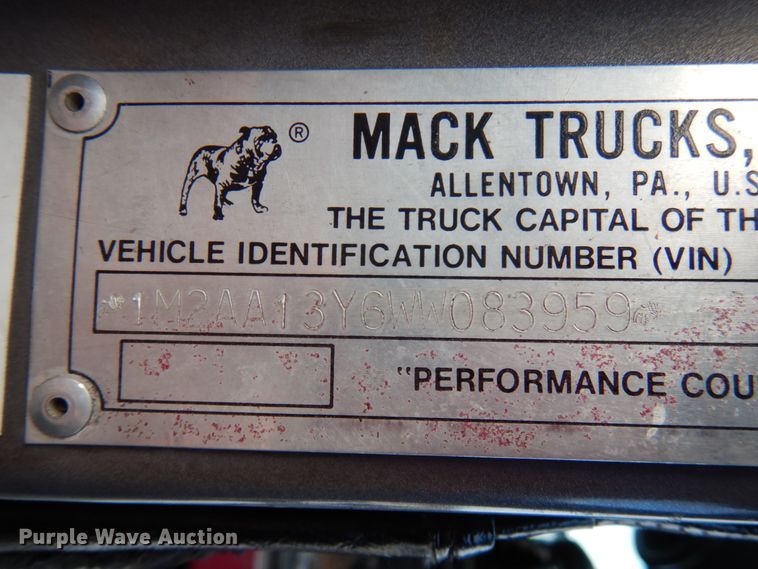 ®
MACK TRUCKS,
ALLENTOWN, PA., U.S
THE TRUCK CAPITAL OF TH
VEHICLE IDENTIFICATION NUMBER (VIN)
*1M2AA13Y6WW083959*
"PERFORMANCE COU
Purple Wave Auction